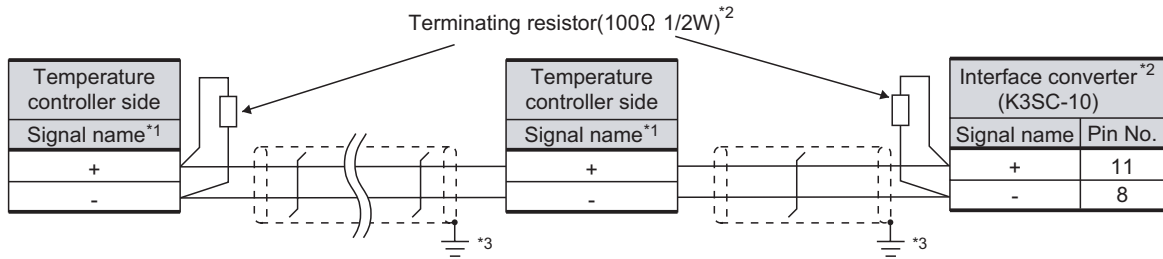 Terminating resistor(100Ω 1/2W)*2
Temperature
controller side
Signal name*1
+
-
*3
Temperature
controller side
Signal name*1
+
-
*3
Interface converter*2
(K3SC-10)
Signal name Pin No.
+ 11
- 8